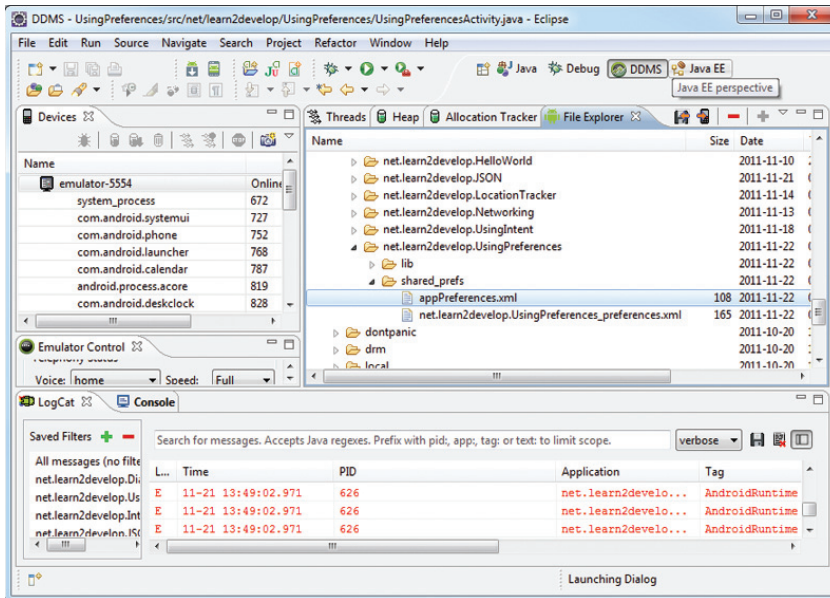 DDMS - UsingPreferences/src/net/learn2develop/UsingPreferences/UsingPreferencesActivity.java - Eclipse
File Edit Run Source Navigate Search Project Refactor Window Help
Java Debug DDMS Java EE
Java EE perspective
Devices
Name
emulator-5554 Online
system_process 672
com.android.systemui 727
com.android.phone 752
com.android.launcher 768
com.android.calendar 787
android.process.acore 819
com.android.deskclock 828
Emulator Control
Telephony Status
Voice: home Speed: Full
Threads Heap Allocation Tracker File Explorer
Name Size Date
net.learn2develop.HelloWorld 2011-11-10
net.learn2develop.JSON 2011-11-21
net.learn2develop.LocationTracker 2011-11-14
net.learn2develop.Networking 2011-11-13
net.learn2develop.UsingIntent 2011-11-18
net.learn2develop.UsingPreferences 2011-11-22
lib 2011-11-22
shared_prefs 2011-11-22
appPreferences.xml 108 2011-11-22
net.learn2develop.UsingPreferences_preferences.xml 165 2011-11-22
dontpanic 2011-10-20
drm 2011-10-20
local 2011-10-20
LogCat Console
Saved Filters
All messages (no filte
net.learn2develop.Di
net.learn2develop.Us
net.learn2develop.Int
net.learn2develop.JSO
Search for messages. Accepts Java regexes. Prefix with pid:, app:, tag: or text: to limit scope. verbose
L... Time PID Application Tag
E 11-21 13:49:02.971 626 net.learn2develo... AndroidRuntime
E 11-21 13:49:02.971 626 net.learn2develo... AndroidRuntime
E 11-21 13:49:02.971 626 net.learn2develo... AndroidRuntime
Launching Dialog